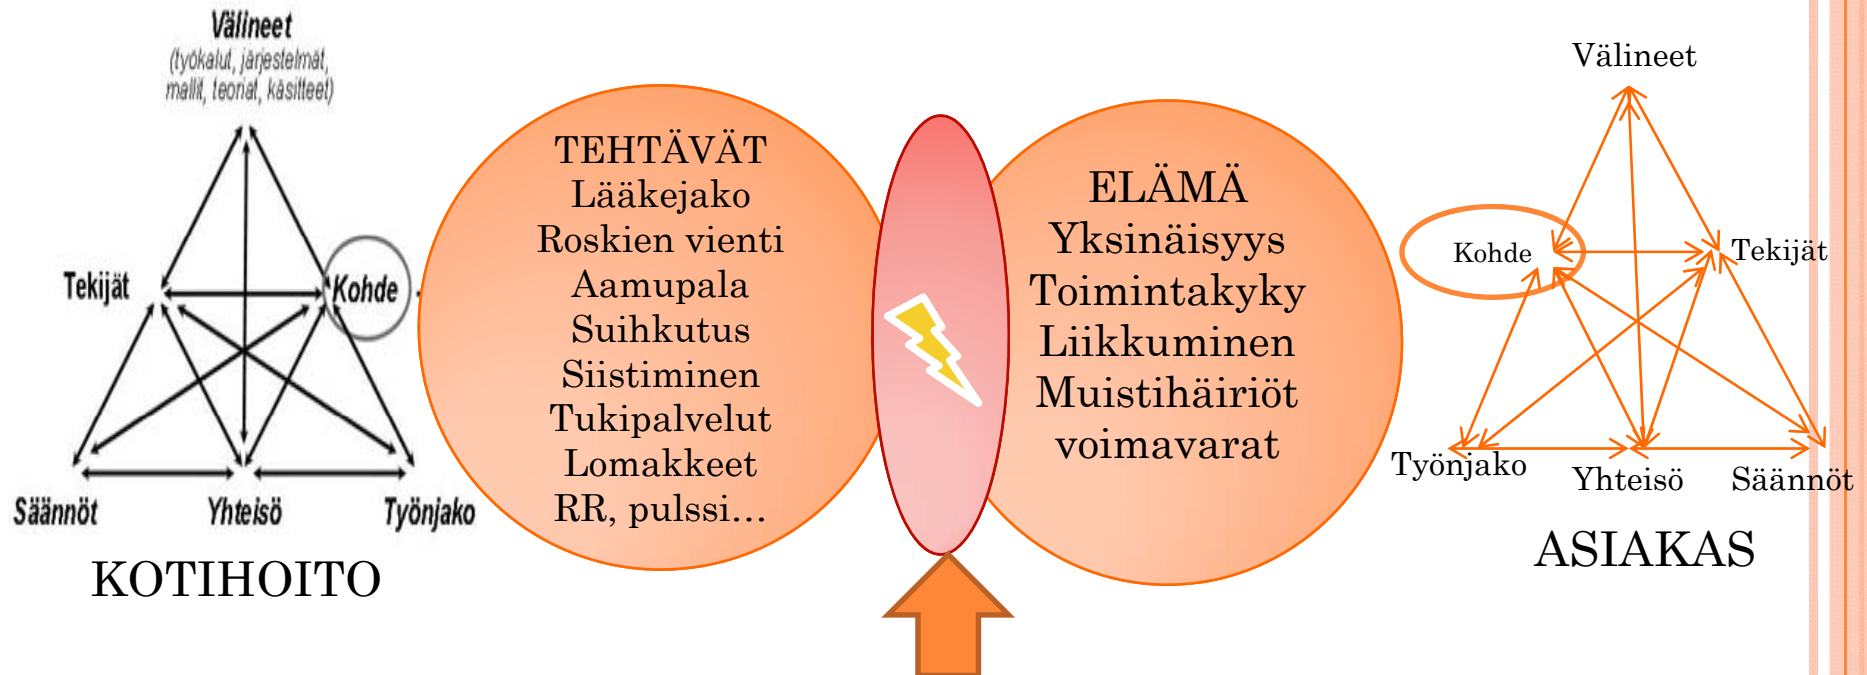 Välineet
(työkalut, järjestelmät,
mallit, teoriat, käsitteet)
Tekijät
Kohde
Säännöt
Yhteisö
Työnjako
KOTIHOITO
TEHTÄVÄT
Lääkejako
Roskien vienti
Aamupala
Suihkutus
Siistiminen
Tukipalvelut
Lomakkeet
RR, pulssi…
ELÄMÄ
Yksinäisyys
Toimintakyky
Liikkuminen
Muistihäiriöt
voimavarat
Välineet
Kohde
Tekijät
Työnjako
Yhteisö
Säännöt
ASIAKAS